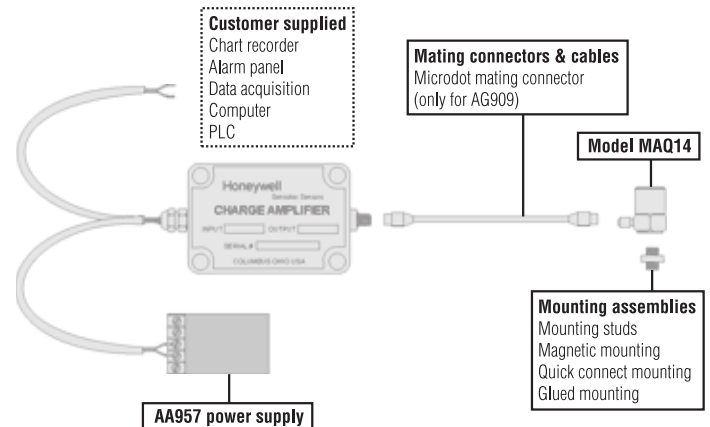 Customer supplied
Chart recorder
Alarm panel
Data acquisition
Computer
PLC
Mating connectors & cables
Microdot mating connector
(only for AG909)
Model MAQ14
Honeywell
Sensotec Sensors
CHARGE AMPLIFIER
INPUT OUTPUT
SERIAL #
COLUMBUS OHIO USA
Mounting assemblies
Mounting studs
Magnetic mounting
Quick connect mounting
Glued mounting
AA957 power supply